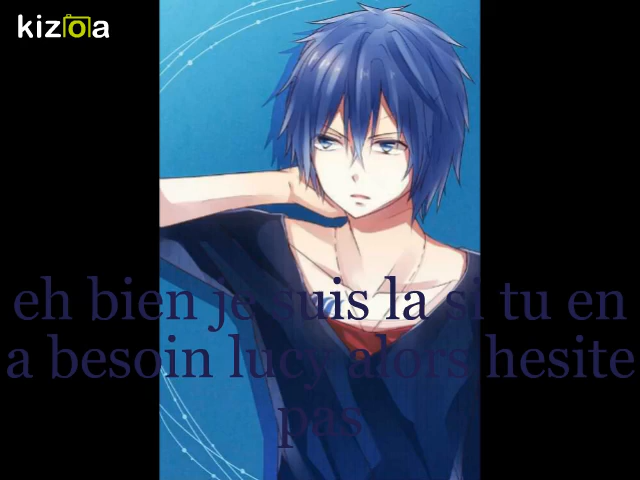 kizoa
eh bien je suis la si tu en
a besoin lucy alors hesite
pas